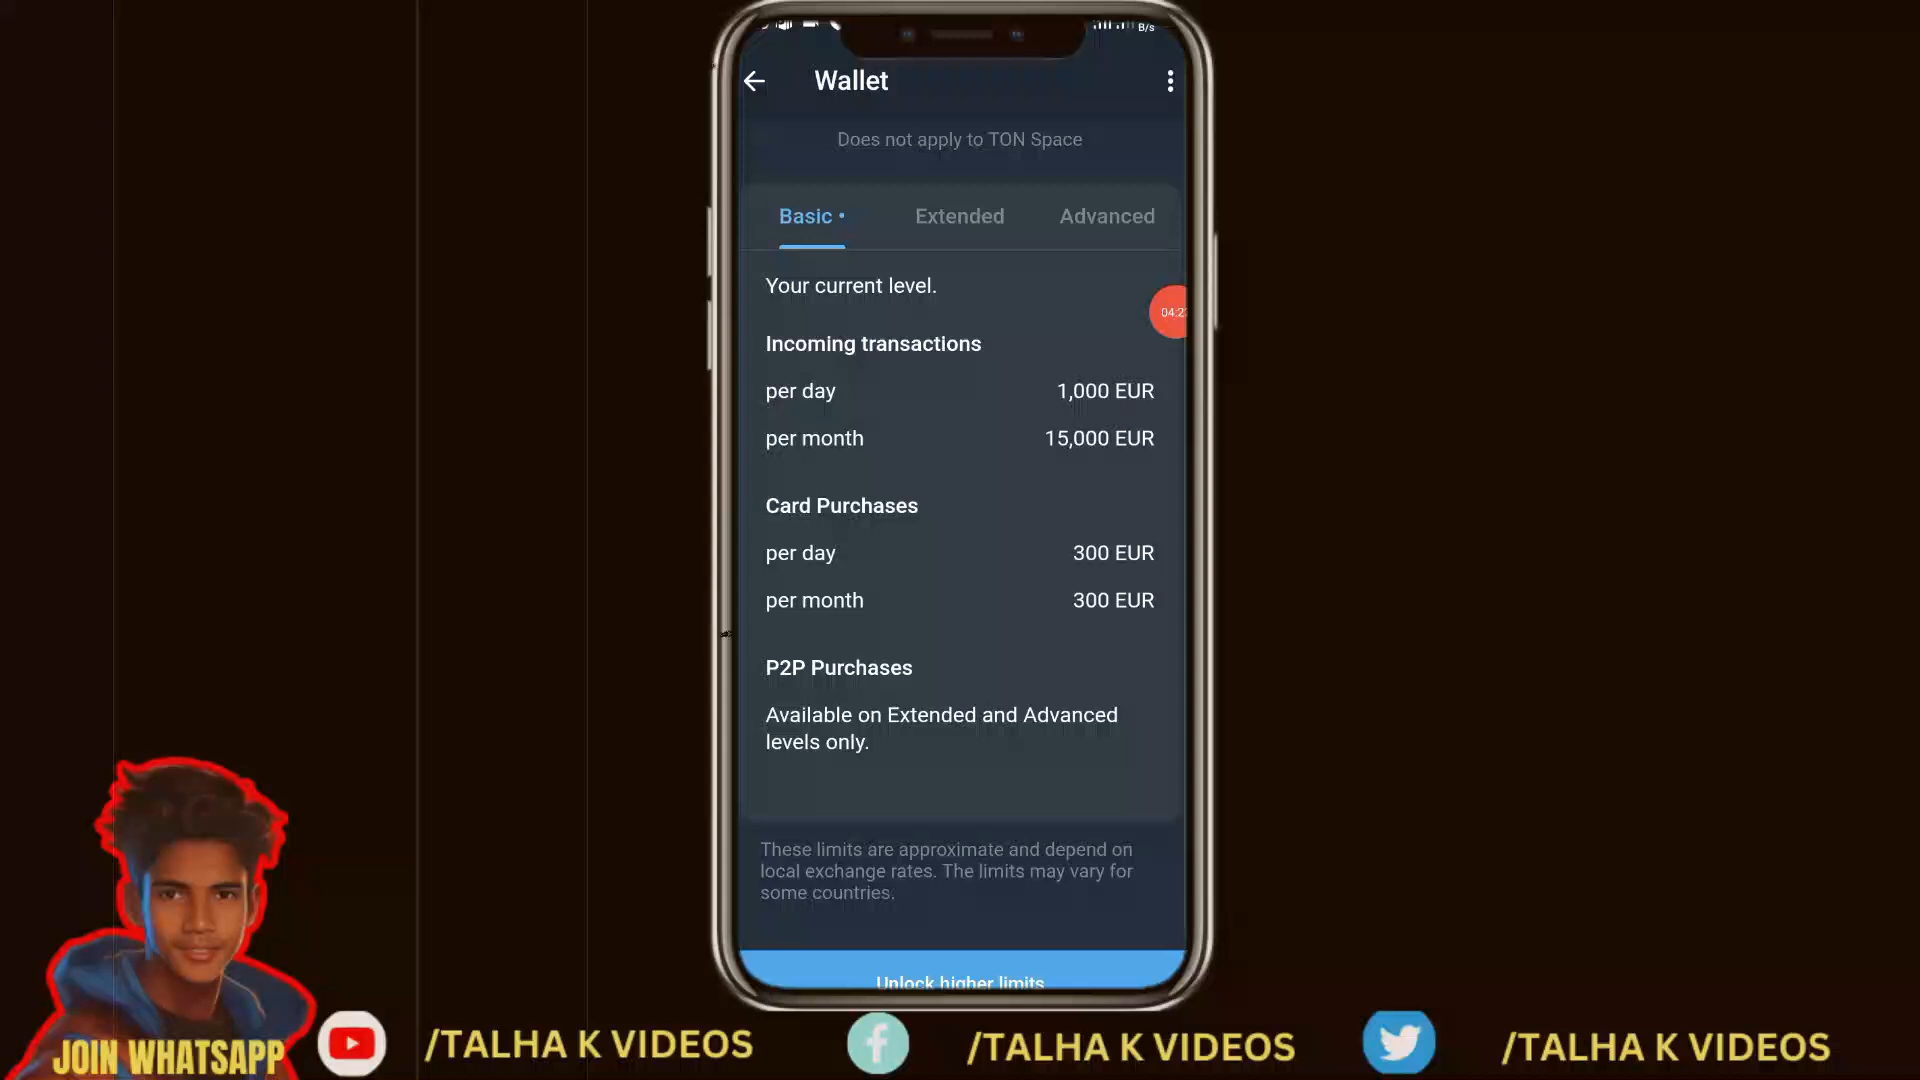 B/s
Wallet
Does not apply to TON Space
Basic •
Extended
Advanced
Your current level.
04:2
Incoming transactions
per day 1,000 EUR
per month 15,000 EUR
Card Purchases
per day 300 EUR
per month 300 EUR
P2P Purchases
Available on Extended and Advanced
levels only.
These limits are approximate and depend on
local exchange rates. The limits may vary for
some countries.
Unlock higher limits
JOIN WHATSAPP
/TALHA K VIDEOS
/TALHA K VIDEOS
/TALHA K VIDEOS